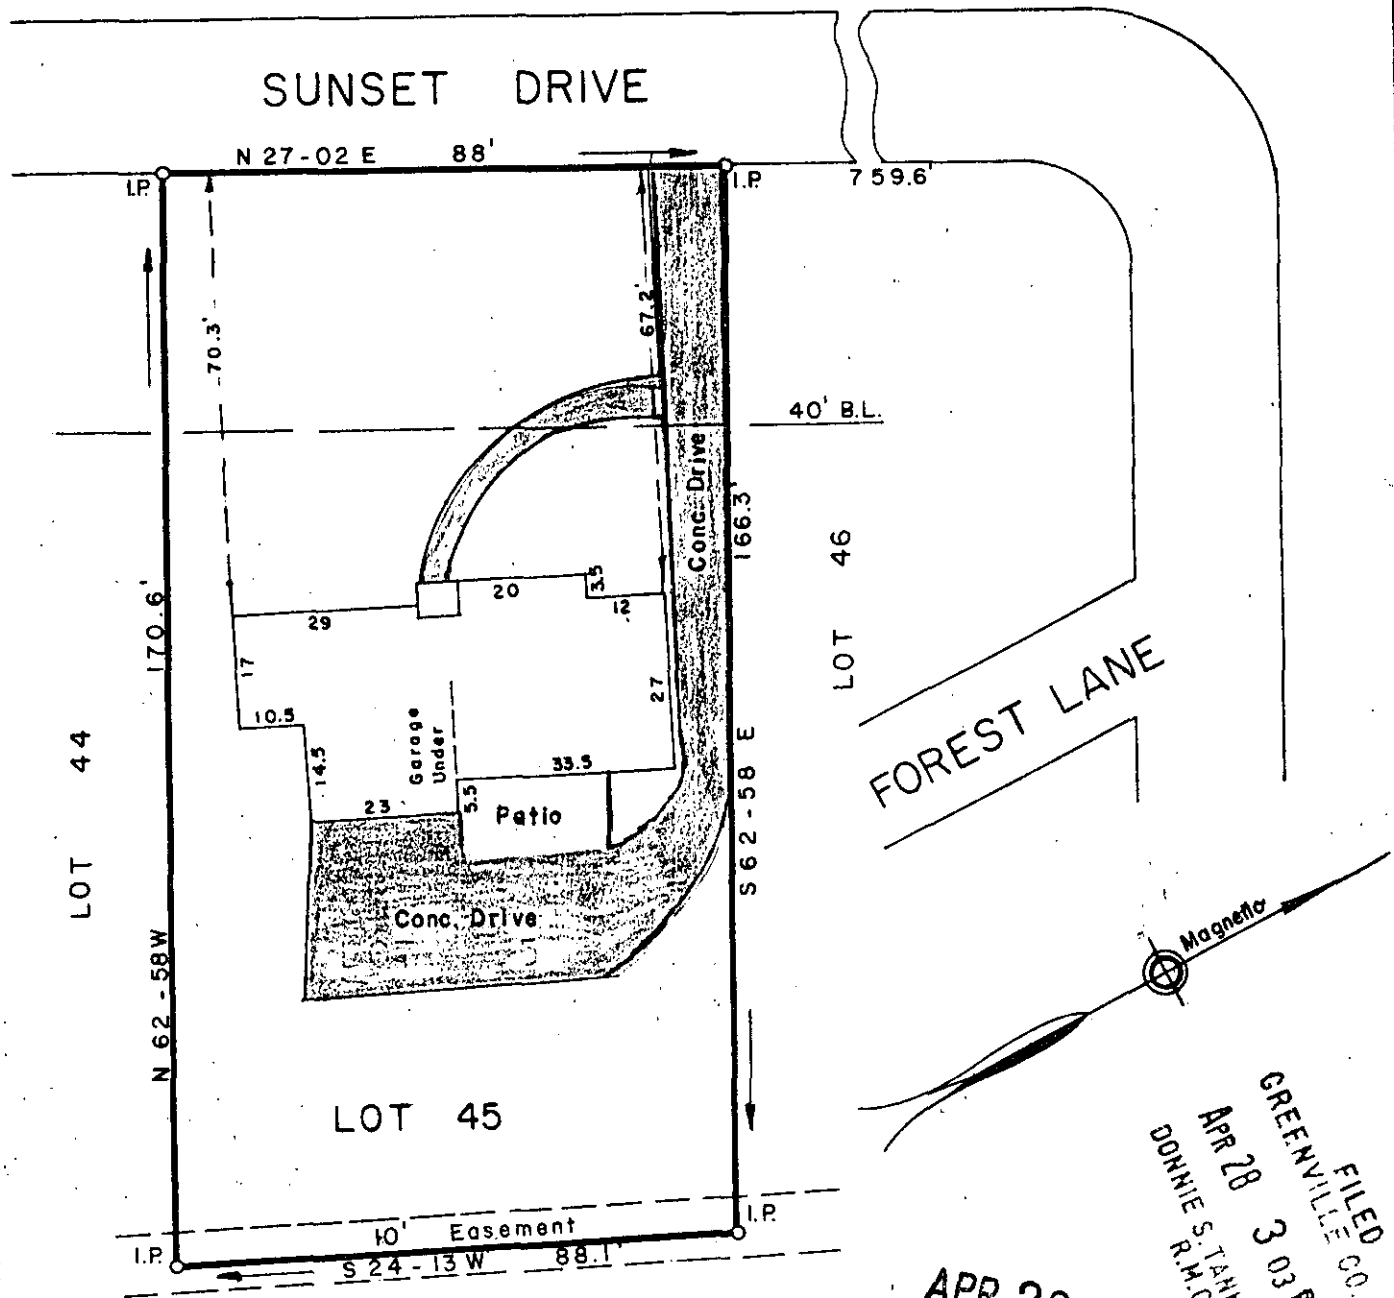 SUNSET DRIVE
N 27-02 E 88'
I.P.
I.P.
759.6'
70.3'
67.2'
40' B.L.
Conc. Drive
166.3'
LOT 46
170.6'
20
3.5
12
29
17
27
10.5
Garage
Under
14.5
33.5
23
5.5
Patio
FOREST LANE
LOT 44
S 62-58 E
Conc. Drive
N 62-58W
Magnetic
LOT 45
10' Easement
I.P.
I.P.
S 24-13 W 88.1'
FILED
GREENVILLE CO.
APR 28 3 03
DONNIE S.
APR